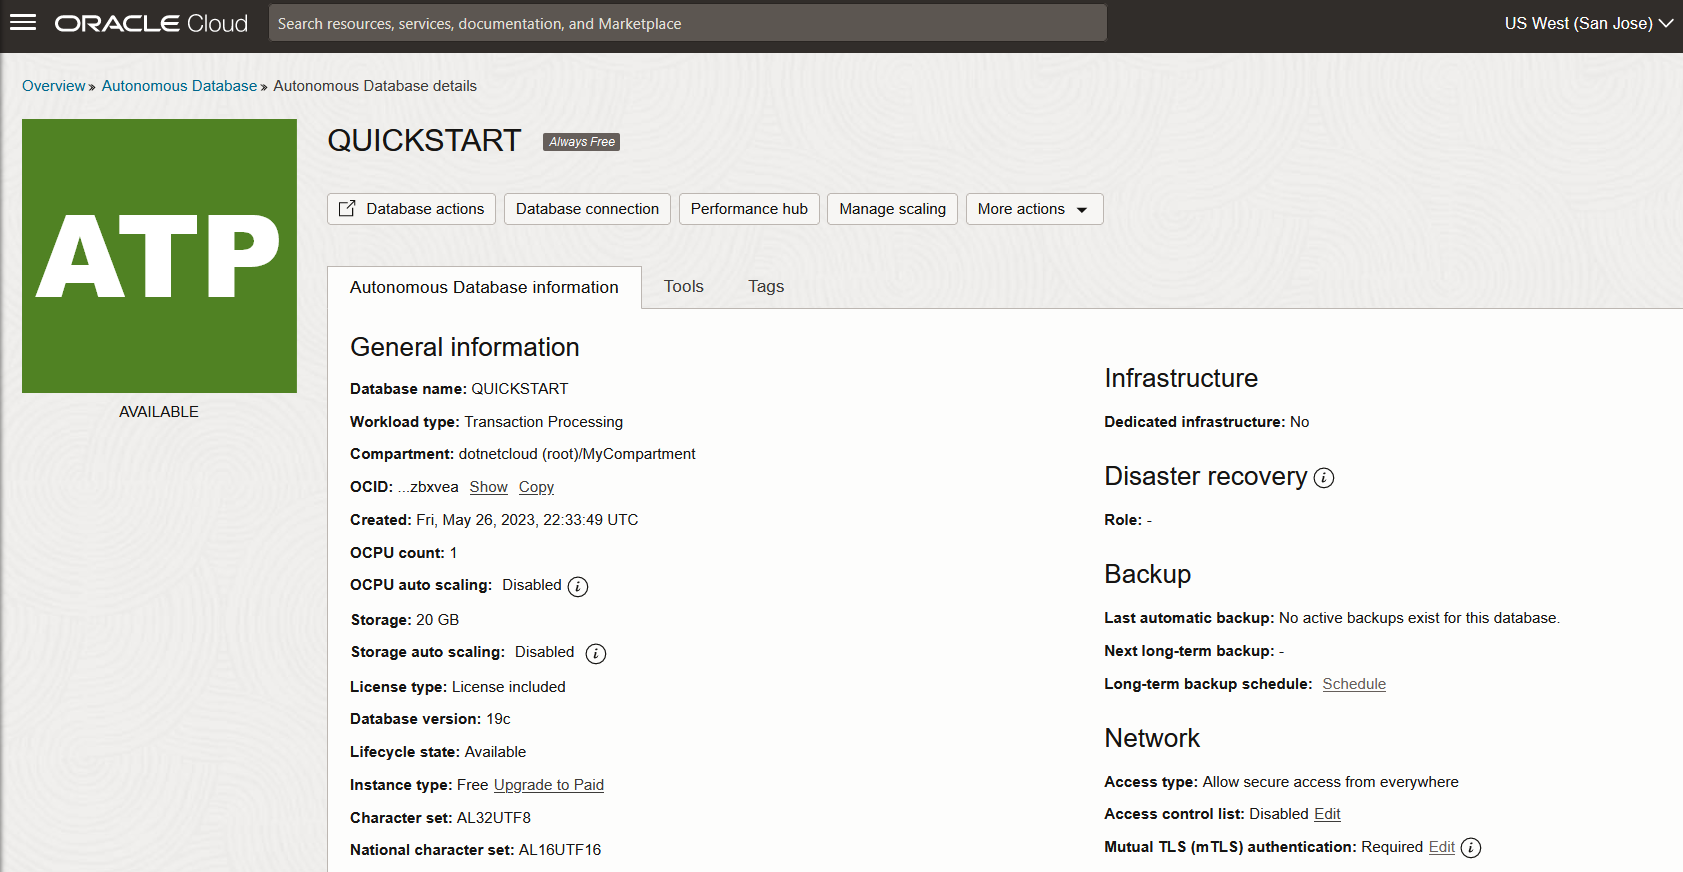 ORACLE Cloud
Search resources, services, documentation, and Marketplace
US West (San Jose)
Overview » Autonomous Database » Autonomous Database details
ATP
AVAILABLE
QUICKSTART Always Free
Database actions
Database connection
Performance hub
Manage scaling
More actions
Autonomous Database information
Tools
Tags
General information
Database name: QUICKSTART
Workload type: Transaction Processing
Compartment: dotnetcloud (root)/MyCompartment
OCID: ...zbxvea Show Copy
Created: Fri, May 26, 2023, 22:33:49 UTC
OCPU count: 1
OCPU auto scaling: Disabled i
Storage: 20 GB
Storage auto scaling: Disabled i
License type: License included
Database version: 19c
Lifecycle state: Available
Instance type: Free Upgrade to Paid
Character set: AL32UTF8
National character set: AL16UTF16
Infrastructure
Dedicated infrastructure: No
Disaster recovery i
Role: -
Backup
Last automatic backup: No active backups exist for this database.
Next long-term backup: -
Long-term backup schedule: Schedule
Network
Access type: Allow secure access from everywhere
Access control list: Disabled Edit
Mutual TLS (mTLS) authentication: Required Edit i